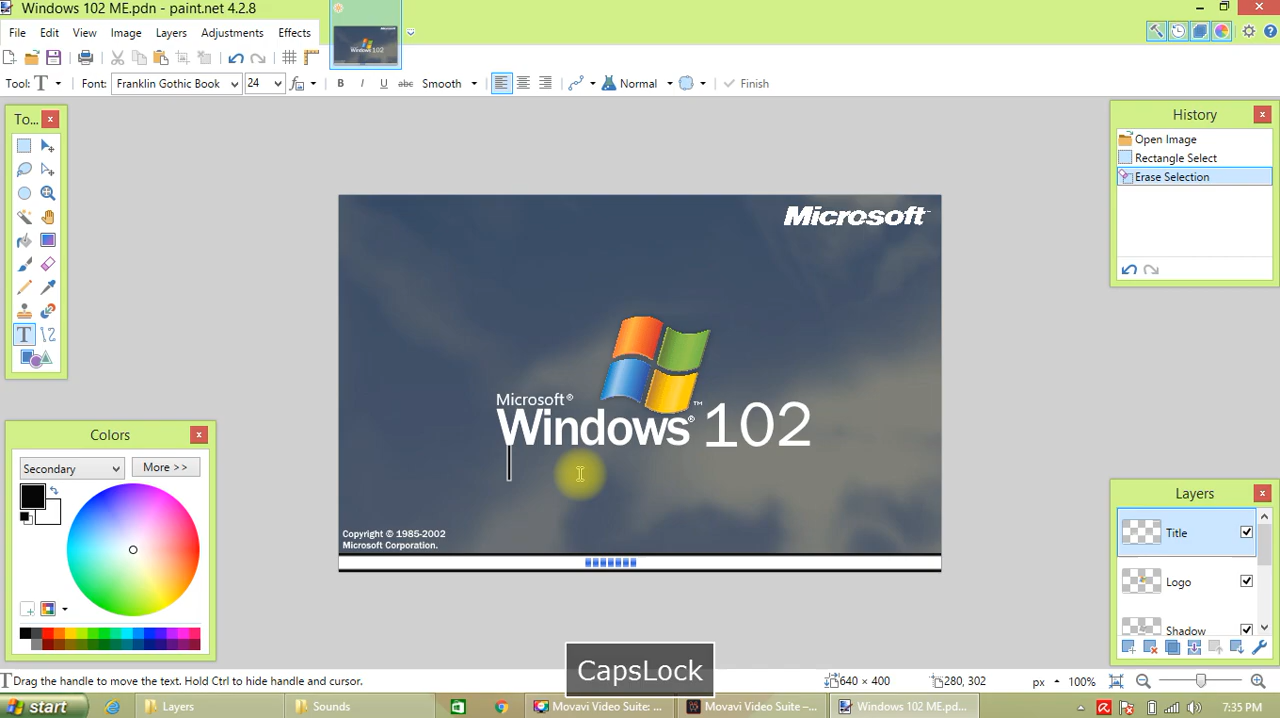 Windows 102 ME.pdn - paint.net 4.2.8
File Edit View Image Layers Adjustments Effects
Tool: T Font: Franklin Gothic Book 24 fx B I U abc Smooth Normal Finish
To...
History
Open Image
Rectangle Select
Erase Selection
Microsoft
Microsoft®
Windows® 102
™
Copyright © 1985-2002
Microsoft Corporation.
Colors
Secondary
More >>
Layers
Title
Logo
Shadow
CapsLock
Drag the handle to move the text. Hold Ctrl to hide handle and cursor.
640 × 400
280, 302
px
100%
start
Layers
Sounds
Movavi Video Suite: ...
Movavi Video Suite –...
Windows 102 ME.pd...
7:35 PM